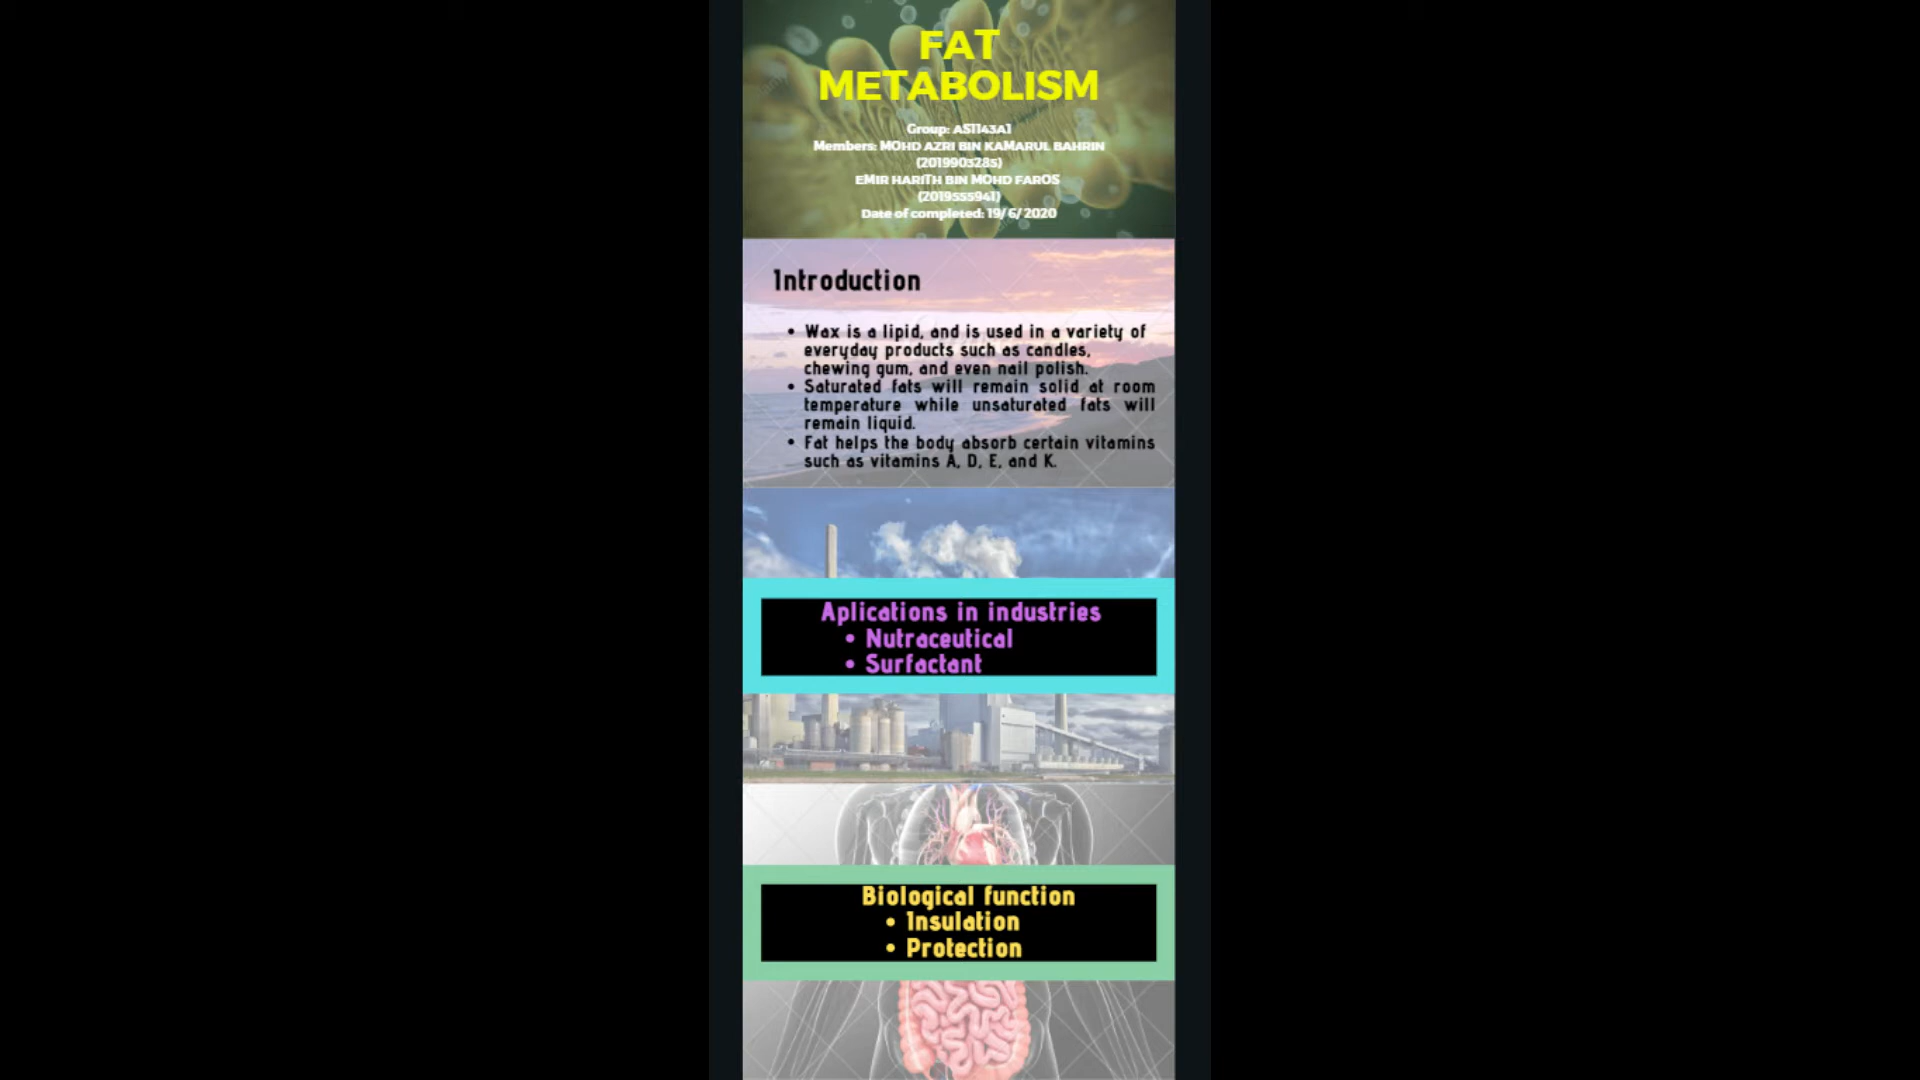 FAT
METABOLISM
Group: AS1143A1
Members: MOHD AZRI BIN KAMARUL BAHRIN
(2019903285)
EMIR HARITH BIN MOHD FAROS
(2019555941)
Date of completed: 19/ 6/ 2020
Introduction
• Wax is a lipid, and is used in a variety of
everyday products such as candles,
chewing gum, and even nail polish.
• Saturated fats will remain solid at room
temperature while unsaturated fats will
remain liquid.
• Fat helps the body absorb certain vitamins
such as vitamins A, D, E, and K.
Aplications in industries
• Nutraceutical
• Surfactant
Biological function
• Insulation
• Protection